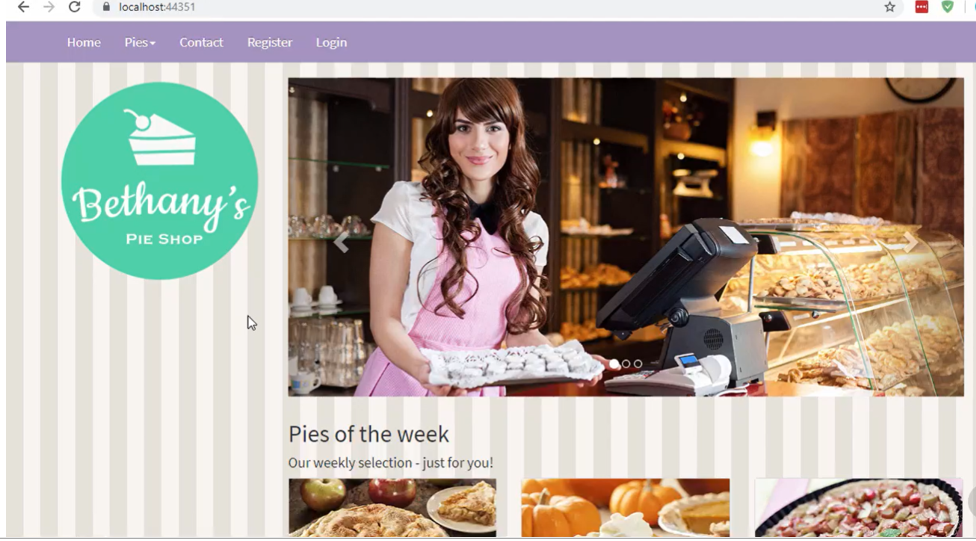 localhost:44351
Home Pies Contact Register Login
Bethany's
PIE SHOP
Pies of the week
Our weekly selection - just for you!